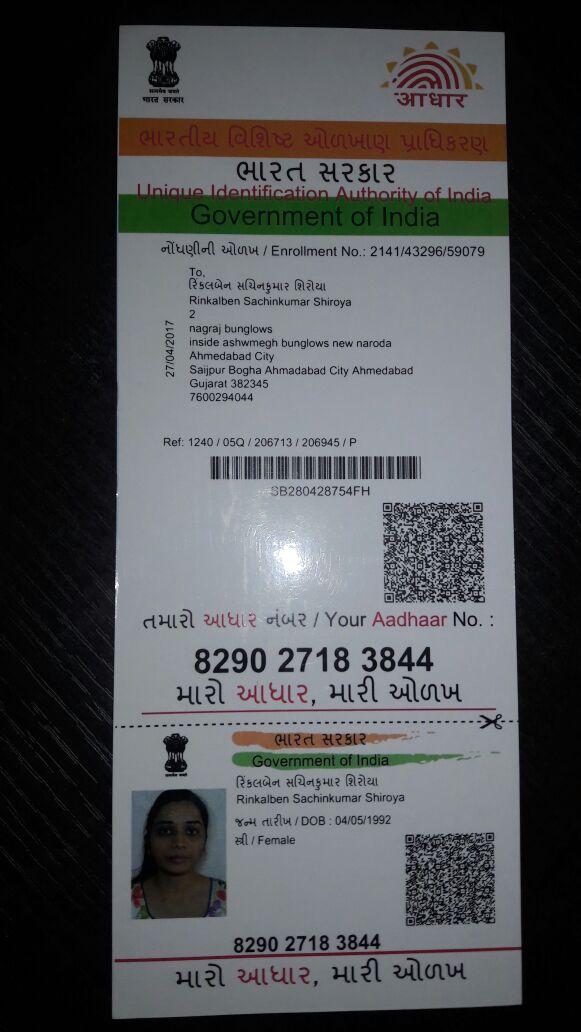 सत्यमेव जयते
भारत सरकार
आधार
ભારતીય વિશિષ્ટ ઓળખાણ પ્રાધિકરણ
ભારત સરકાર
Unique Identification Authority of India
Government of India
નોંધણીની ઓળખ / Enrollment No.: 2141/43296/59079
To,
રિંકલબેન સચિનકુમાર શિરોયા
Rinkalben Sachinkumar Shiroya
2
nagraj bunglows
inside ashwmegh bunglows new naroda
Ahmedabad City
Saijpur Bogha Ahmadabad City Ahmedabad
Gujarat 382345
7600294044
27/04/2017
Ref: 1240 / 05Q / 206713 / 206945 / P
SB280428754FH
તમારો આધાર નંબર / Your Aadhaar No. :
8290 2718 3844
મારો આધાર, મારી ઓળખ
ભારત સરકાર
Government of India
રિંકલબેન સચિનકુમાર શિરોયા
Rinkalben Sachinkumar Shiroya
જન્મ તારીખ / DOB : 04/05/1992
સ્ત્રી / Female
8290 2718 3844
મારો આધાર, મારી ઓળખ